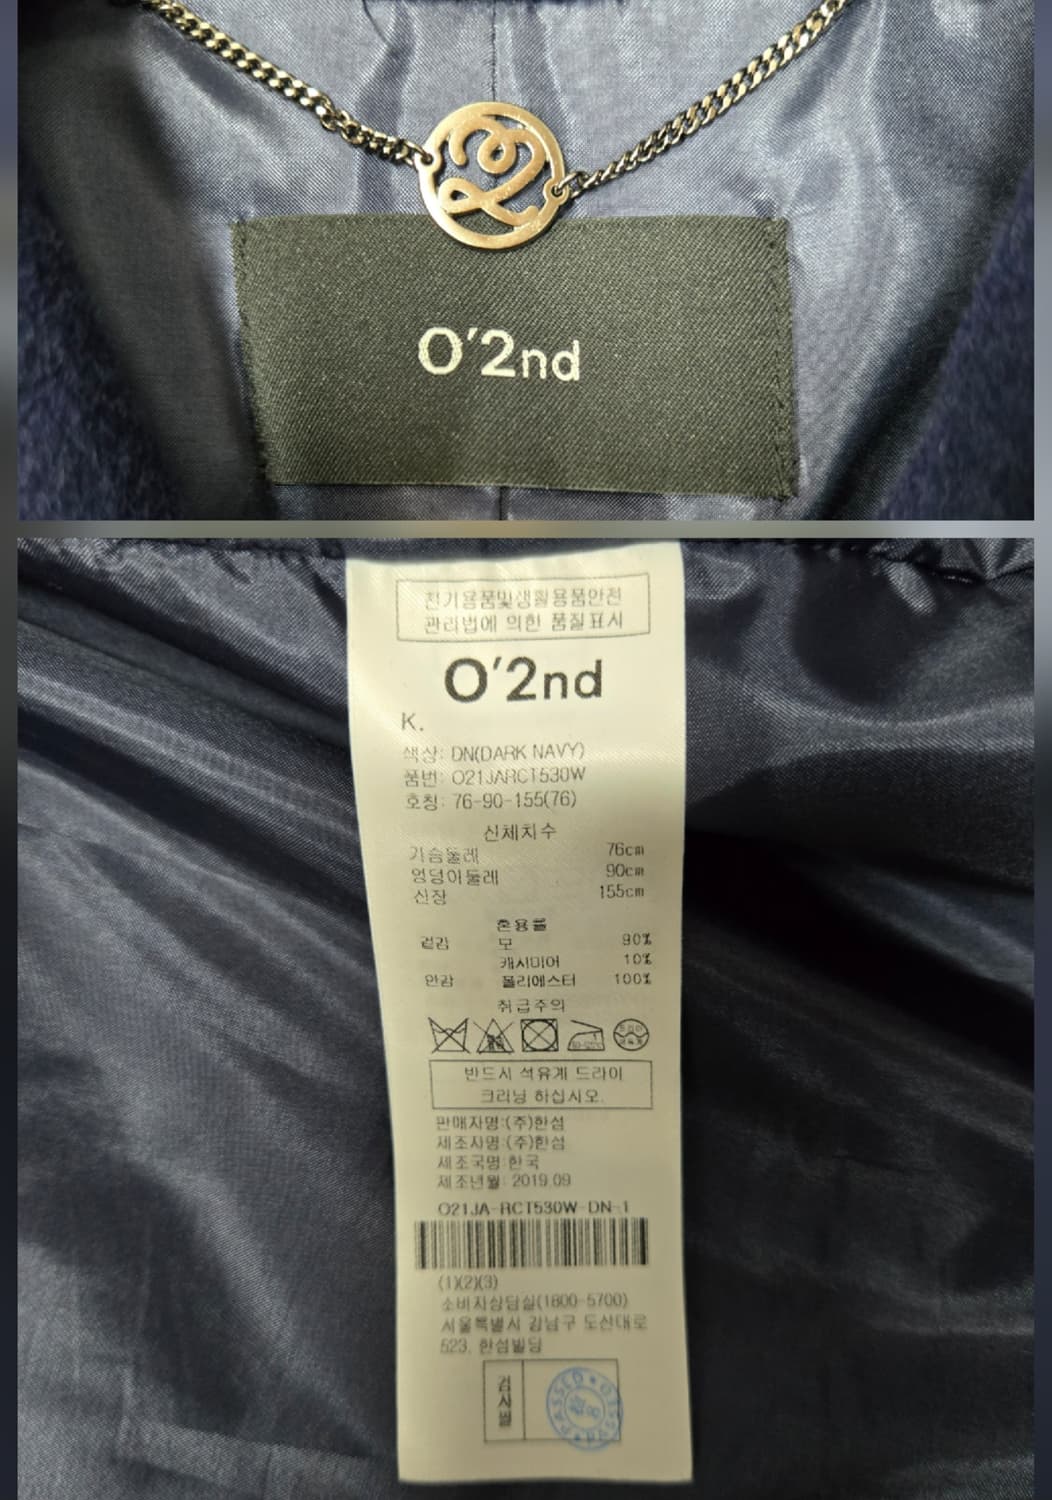 O'2nd
전기용품및생활용품안전
관리법에 의한 품질표시
O'2nd
K.
색상: DN(DARK NAVY)
품번: O21JARCT530W
호칭: 76-90-155(76)
신체치수
가슴둘레 76cm
엉덩이둘레 90cm
신장 155cm
혼용율
겉감 모 90%
캐시미어 10%
안감 폴리에스터 100%
취급주의
반드시 석유계 드라이
크리닝 하십시오.
판매자명:(주)한섬
제조사명:(주)한섬
제조국명:한국
제조년월: 2019.09
O21JA-RCT530W-DN-1
(1)(2)(3)
소비자상담실(1800-5700)
서울특별시 강남구 도산대로
523, 한섬빌딩
검사필
PASSED